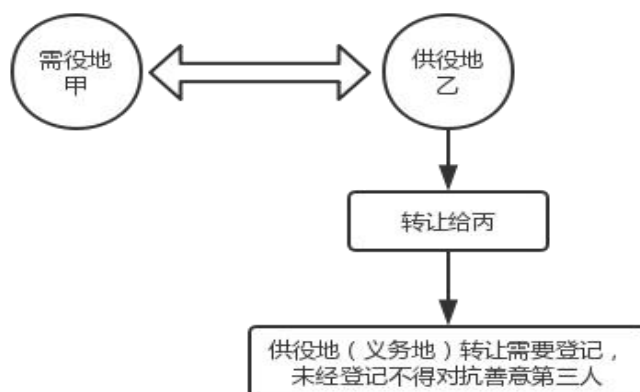 需役地
甲
供役地
乙
转让给丙
供役地（义务地）转让需要登记，
未经登记不得对抗善意第三人